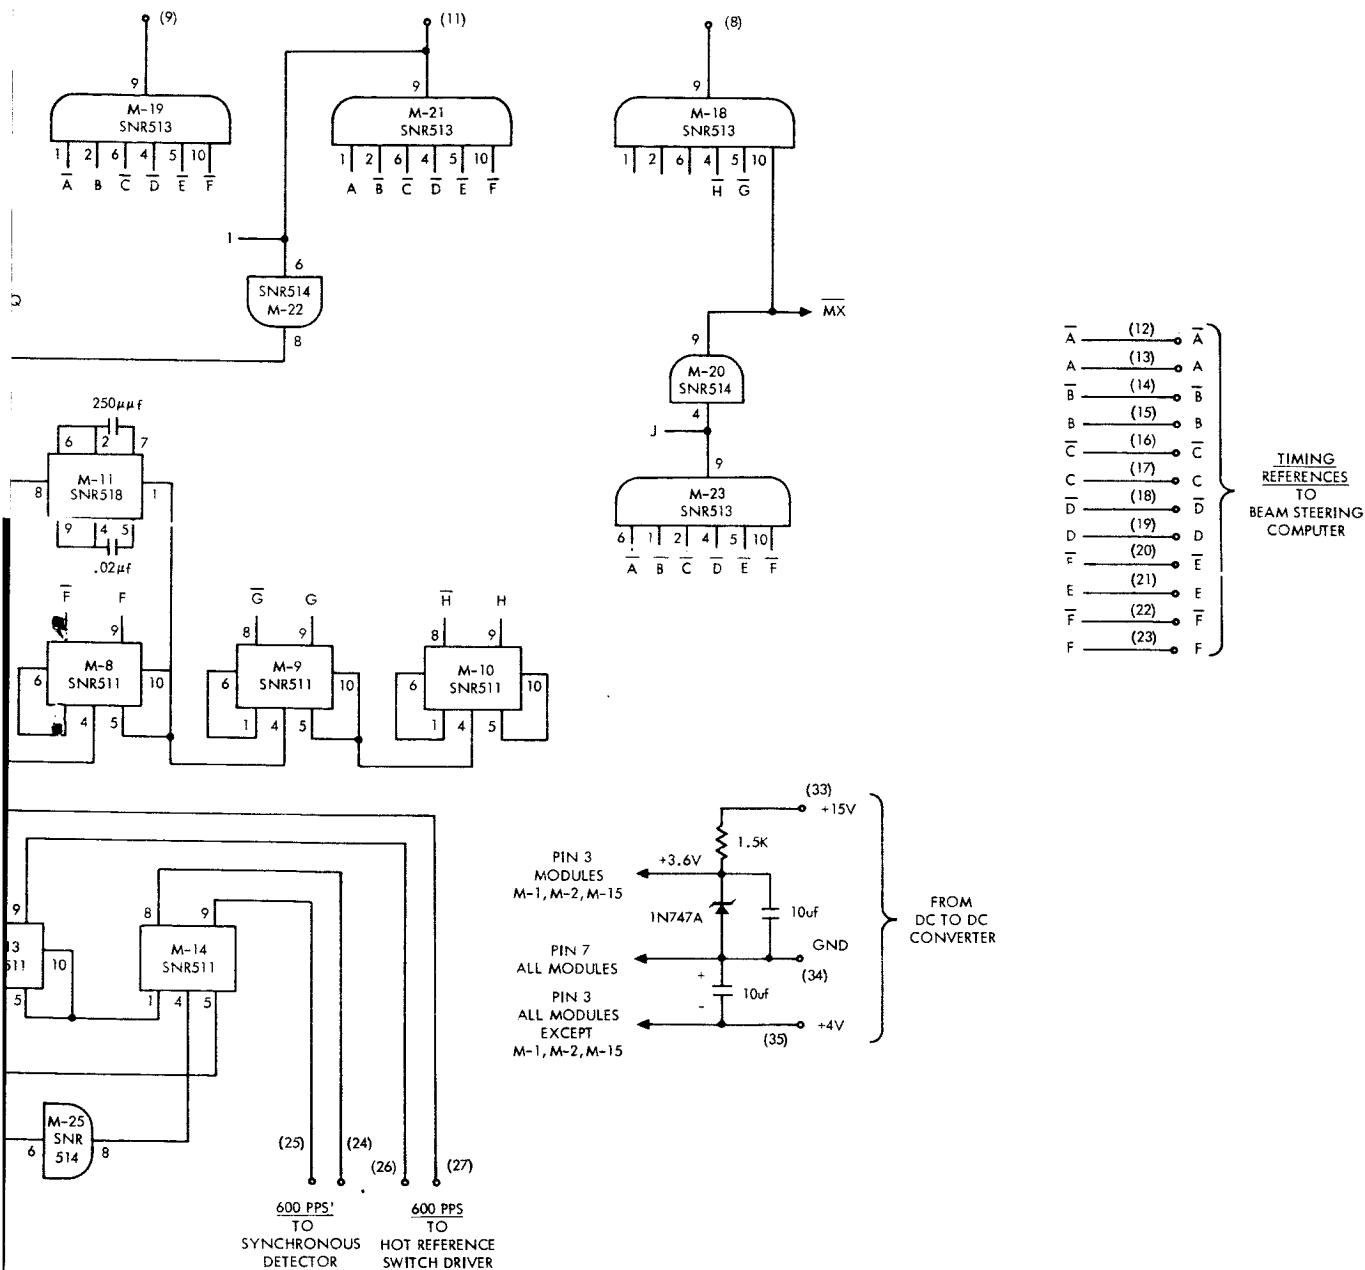 (9)
(11)
(8)
9
9
9
M-19
SNR513
M-21
SNR513
M-18
SNR513
1 2 6 4 5 10
A̅ B C̅ D̅ E̅ F̅
1 2 6 4 5 10
A B̅ C̅ D̅ E̅ F̅
1 2 6 4 5 10
H̅ G̅
I
6
SNR514
M-22
8
Q
M̅X̅
9
M-20
SNR514
4
J
9
M-23
SNR513
6 1 2 4 5 10
A̅ B̅ C̅ D̅ E̅ F̅
A̅ (12) A̅
A (13) A
B̅ (14) B̅
B (15) B
C̅ (16) C̅
C (17) C
D̅ (18) D̅
D (19) D
(20) E̅
E (21) E
F̅ (22) F̅
F (23) F
TIMING
REFERENCES
TO
BEAM STEERING
COMPUTER
250μμf
6 2 7
M-11
SNR518
8 1
9 4 5
.02μf
F̅ F
9
M-8
SNR511
6 10
4 5
G̅ G
8 9
M-9
SNR511
6 10
1 4 5
H̅ H
8 9
M-10
SNR511
6 10
1 4 5
9
13
511
10
5
8 9
M-14
SNR511
1 4 5
M-25
SNR
514
6 8
(25) (24) (26) (27)
600 PPS'
TO
SYNCHRONOUS
DETECTOR
600 PPS
TO
HOT REFERENCE
SWITCH DRIVER
(33)
+15V
1.5K
+3.6V
PIN 3
MODULES
M-1, M-2, M-15
1N747A
10uf
GND
(34)
PIN 7
ALL MODULES
+
10uf
-
PIN 3
ALL MODULES
EXCEPT
M-1, M-2, M-15
(35)
+4V
FROM
DC TO DC
CONVERTER